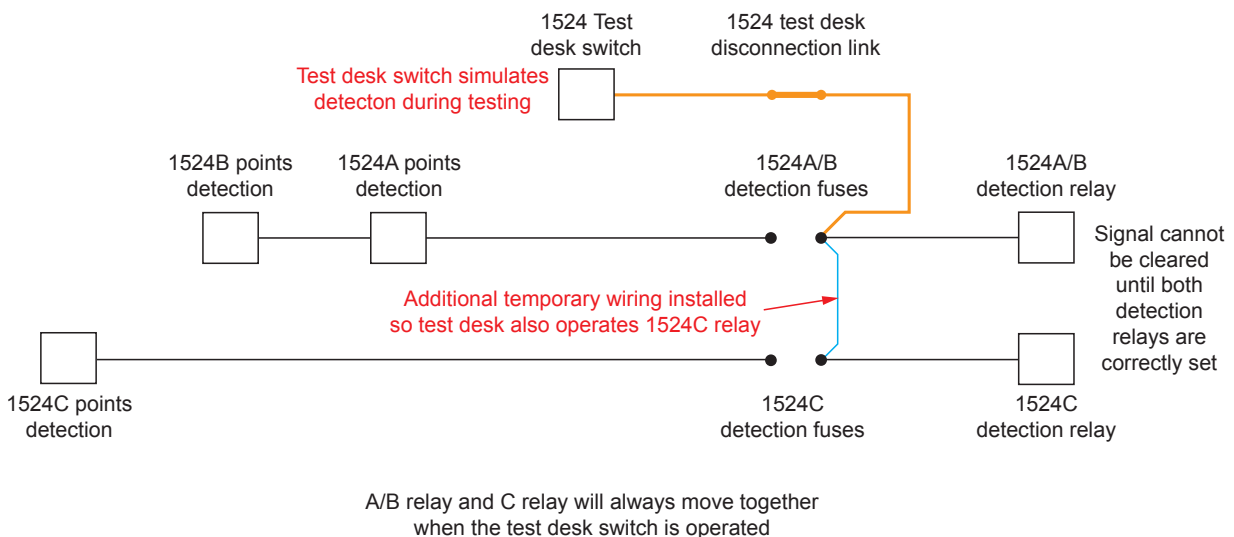 1524 Test
desk switch
1524 test desk
disconnection link
Test desk switch simulates
detecton during testing
1524B points
detection
1524A points
detection
1524A/B
detection fuses
1524A/B
detection relay
Signal cannot
be cleared
until both
detection
relays are
correctly set
Additional temporary wiring installed
so test desk also operates 1524C relay
1524C points
detection
1524C
detection fuses
1524C
detection relay
A/B relay and C relay will always move together
when the test desk switch is operated